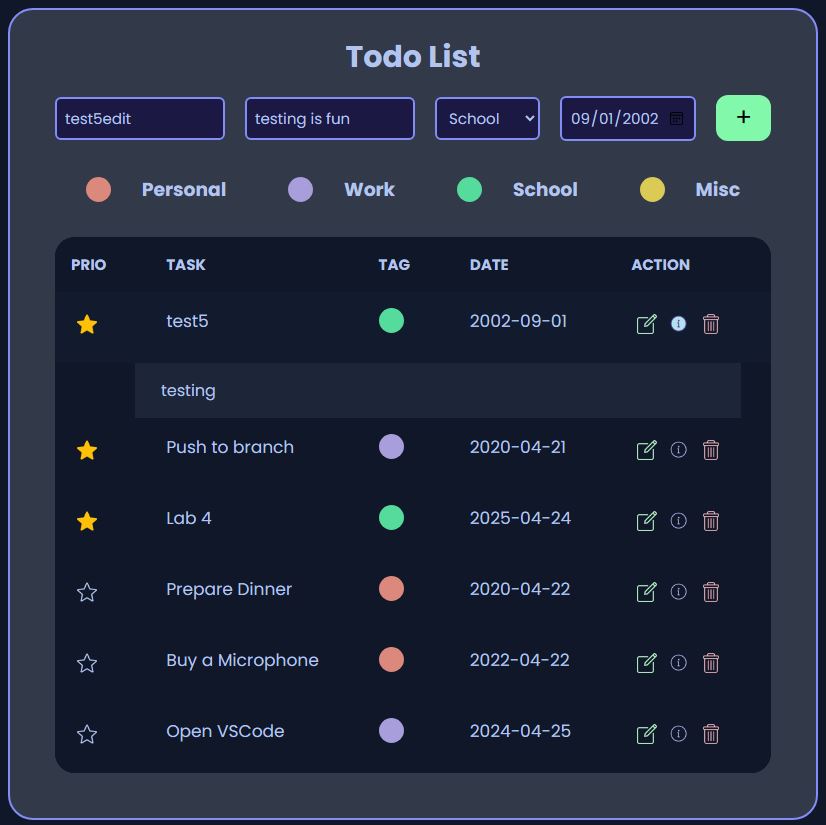 Todo List
test5edit testing is fun School 09/01/2002 +
Personal Work School Misc
PRIO TASK TAG DATE ACTION
test5 2002-09-01
testing
Push to branch 2020-04-21
Lab 4 2025-04-24
Prepare Dinner 2020-04-22
Buy a Microphone 2022-04-22
Open VSCode 2024-04-25